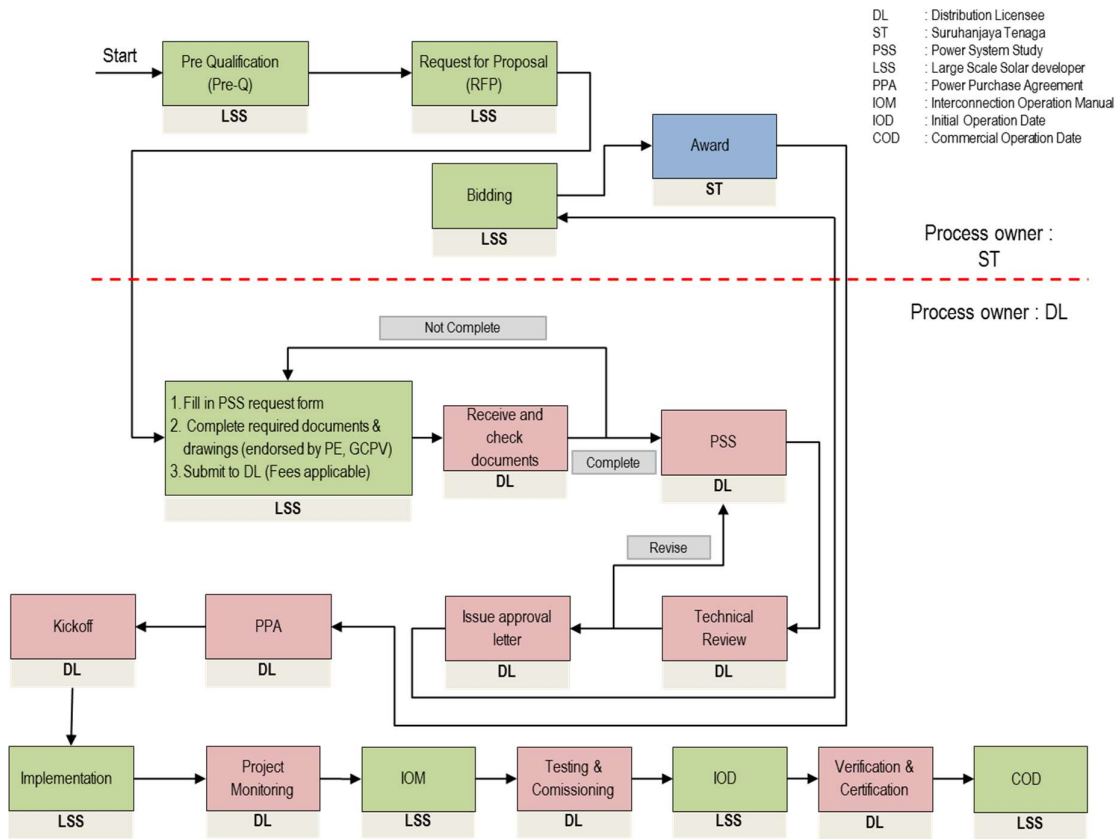 DL : Distribution Licensee
ST : Suruhanjaya Tenaga
PSS : Power System Study
LSS : Large Scale Solar developer
PPA : Power Purchase Agreement
IOM : Interconnection Operation Manual
IOD : Initial Operation Date
COD : Commercial Operation Date
Start
Pre Qualification
(Pre-Q)
LSS
Request for Proposal
(RFP)
LSS
Award
ST
Bidding
LSS
Process owner :
ST
Process owner : DL
Not Complete
1. Fill in PSS request form
2. Complete required documents &
drawings (endorsed by PE, GCPV)
3. Submit to DL (Fees applicable)
LSS
Receive and
check
documents
DL
Complete
PSS
DL
Revise
Kickoff
DL
PPA
DL
Issue approval
letter
DL
Technical
Review
DL
Implementation
LSS
Project
Monitoring
DL
IOM
LSS
Testing &
Comissioning
DL
IOD
LSS
Verification &
Certification
DL
COD
LSS